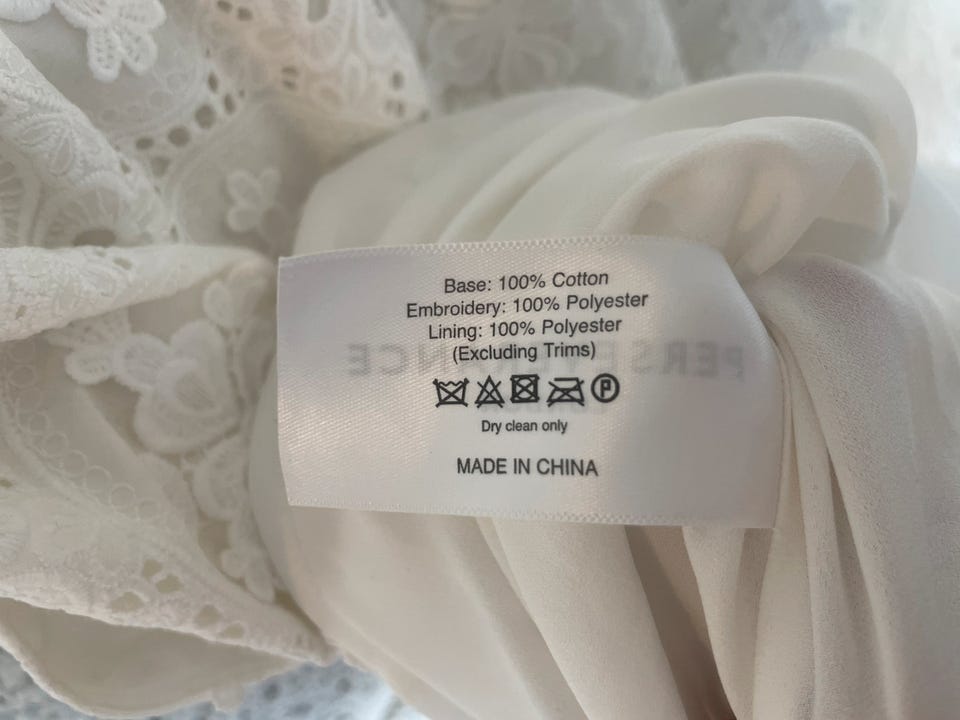 Base: 100% Cotton
Embroidery: 100% Polyester
Lining: 100% Polyester
(Excluding Trims)
P
Dry clean only
MADE IN CHINA